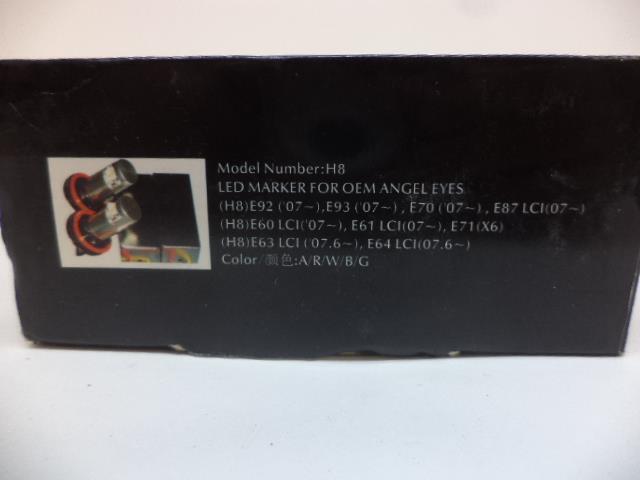 Model Number:H8
LED MARKER FOR OEM ANGEL EYES
(H8)E92 ('07~),E93 ('07~) , E70 ('07~) , E87 LCI(07~)
(H8)E60 LCI('07~), E61 LCI(07~), E71(X6)
(H8)E63 LCI ('07.6~), E64 LCI(07.6~)
Color/颜色:A/R/W/B/G